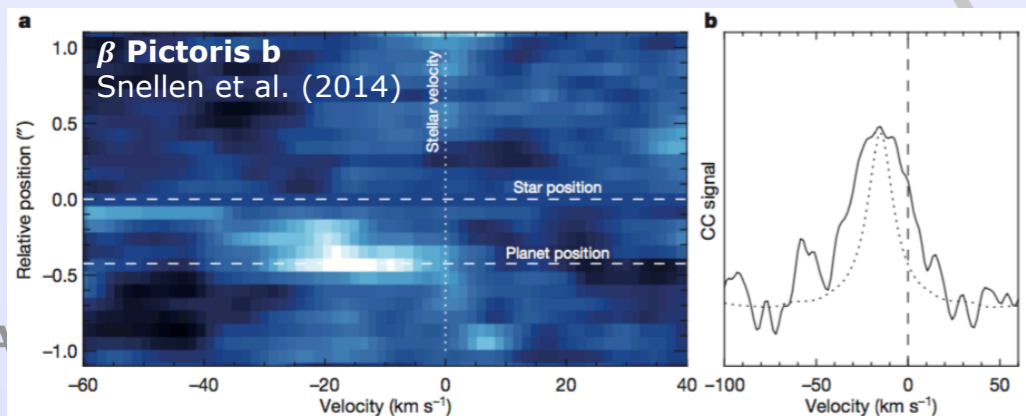 a
β Pictoris b
Snellen et al. (2014)
Stellar velocity
Star position
Planet position
Relative position (″)
1.0
0.5
0.0
−0.5
−1.0
−60
−40
−20
0
20
40
Velocity (km s⁻¹)
b
CC signal
−100
−50
0
50
Velocity (km s⁻¹)